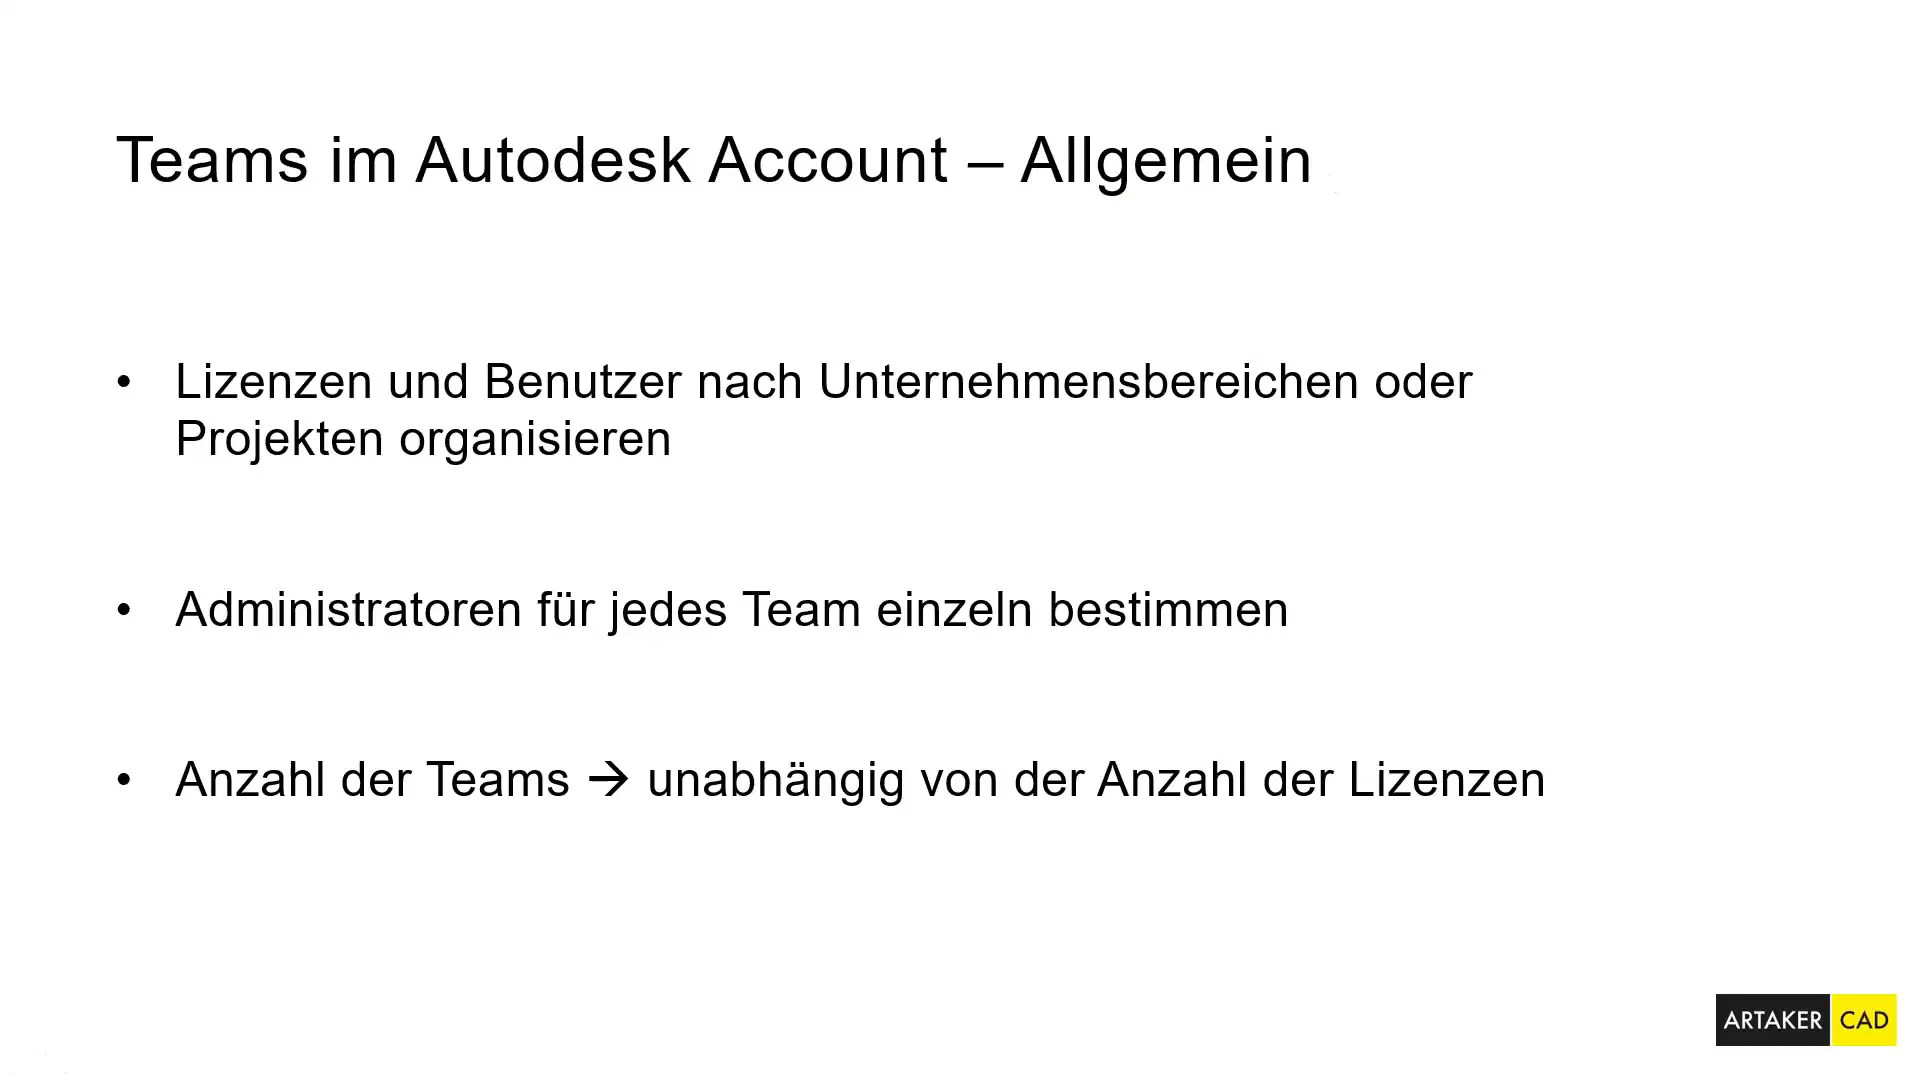 Teams im Autodesk Account – Allgemein
• Lizenzen und Benutzer nach Unternehmensbereichen oder
Projekten organisieren
• Administratoren für jedes Team einzeln bestimmen
• Anzahl der Teams → unabhängig von der Anzahl der Lizenzen
ARTAKER CAD